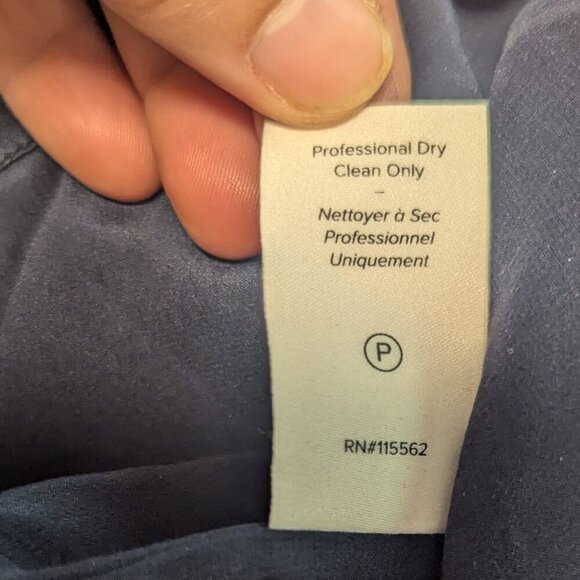 Professional Dry
Clean Only
–
Nettoyer à Sec
Professionnel
Uniquement
P
RN#115562